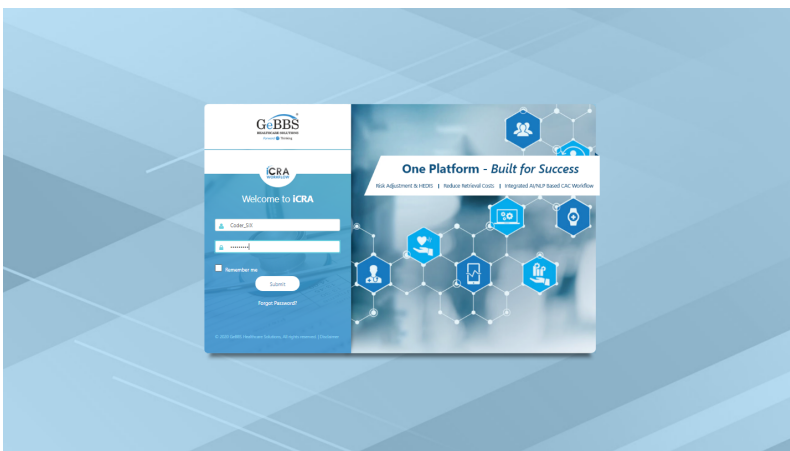 GeBBS
HEALTHCARE SOLUTIONS
iCRA
WORKFLOW
Welcome to iCRA
Remember me
Submit
Forgot Password?
One Platform - Built for Success
Risk Adjustment & HEDIS | Reduce Retrieval Costs | Integrated AI/NLP Based CAC Workflow